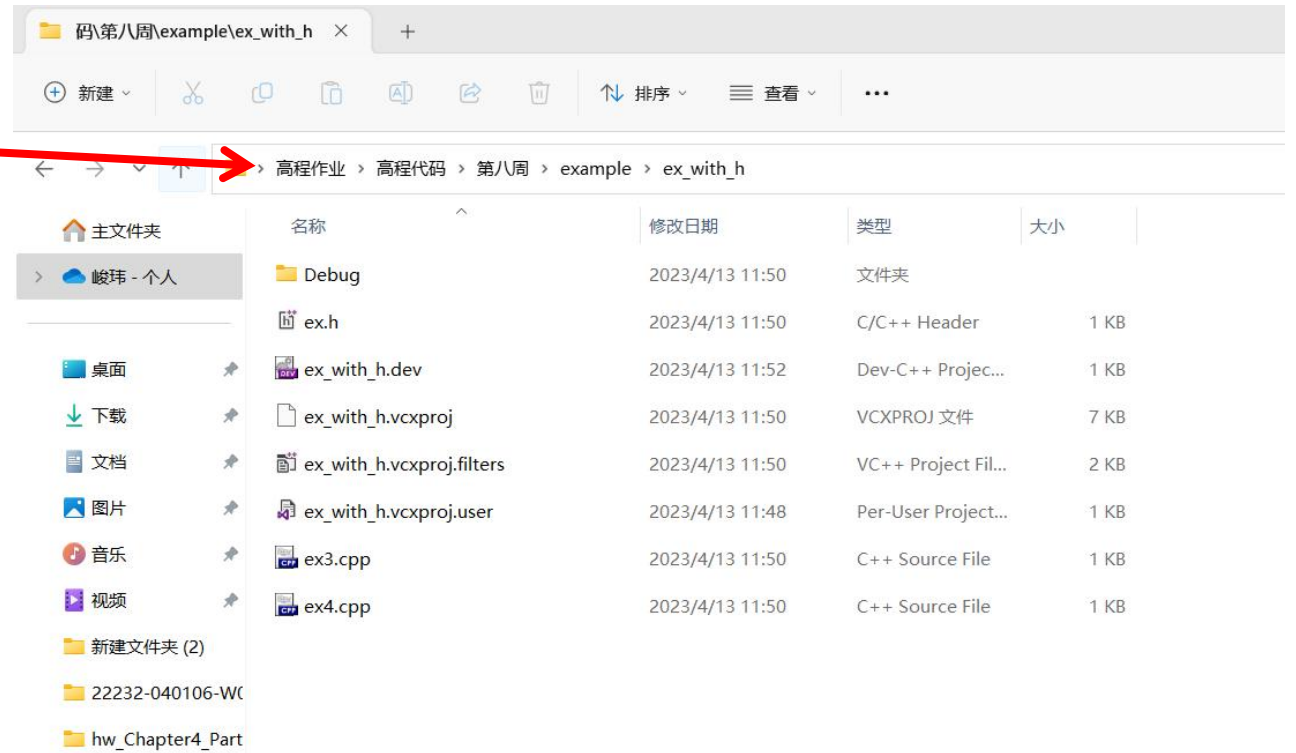 码\第八周\example\ex_with_h
新建 排序 查看
高程作业 › 高程代码 › 第八周 › example › ex_with_h
名称 修改日期 类型 大小
主文件夹
峻玮 - 个人
桌面
下载
文档
图片
音乐
视频
新建文件夹 (2)
22232-040106-W0
hw_Chapter4_Part
Debug 2023/4/13 11:50 文件夹
ex.h 2023/4/13 11:50 C/C++ Header 1 KB
ex_with_h.dev 2023/4/13 11:52 Dev-C++ Projec... 1 KB
ex_with_h.vcxproj 2023/4/13 11:50 VCXPROJ 文件 7 KB
ex_with_h.vcxproj.filters 2023/4/13 11:50 VC++ Project Fil... 2 KB
ex_with_h.vcxproj.user 2023/4/13 11:48 Per-User Project... 1 KB
ex3.cpp 2023/4/13 11:50 C++ Source File 1 KB
ex4.cpp 2023/4/13 11:50 C++ Source File 1 KB